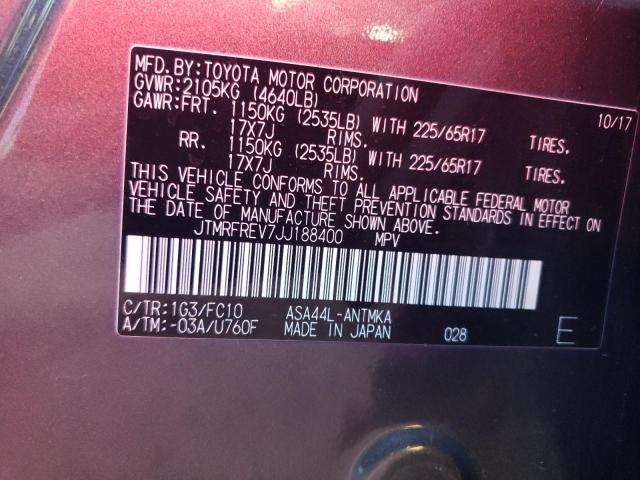 MFD.BY:TOYOTA MOTOR CORPORATION 10/17
GVWR:2105KG (4640LB)
GAWR:FRT. 1150KG (2535LB) WITH 225/65R17 TIRES.
17X7J RIMS.
RR. 1150KG (2535LB) WITH 225/65R17 TIRES.
17X7J RIMS.
THIS VEHICLE CONFORMS TO ALL APPLICABLE FEDERAL MOTOR
VEHICLE SAFETY AND THEFT PREVENTION STANDARDS IN EFFECT ON
THE DATE OF MANUFACTURE SHOWN ABOVE.
JTMRFREV7JJ188400 MPV
C/TR:1G3/FC10 ASA44L-ANTMKA
A/TM:-03A/U760F MADE IN JAPAN 028 E